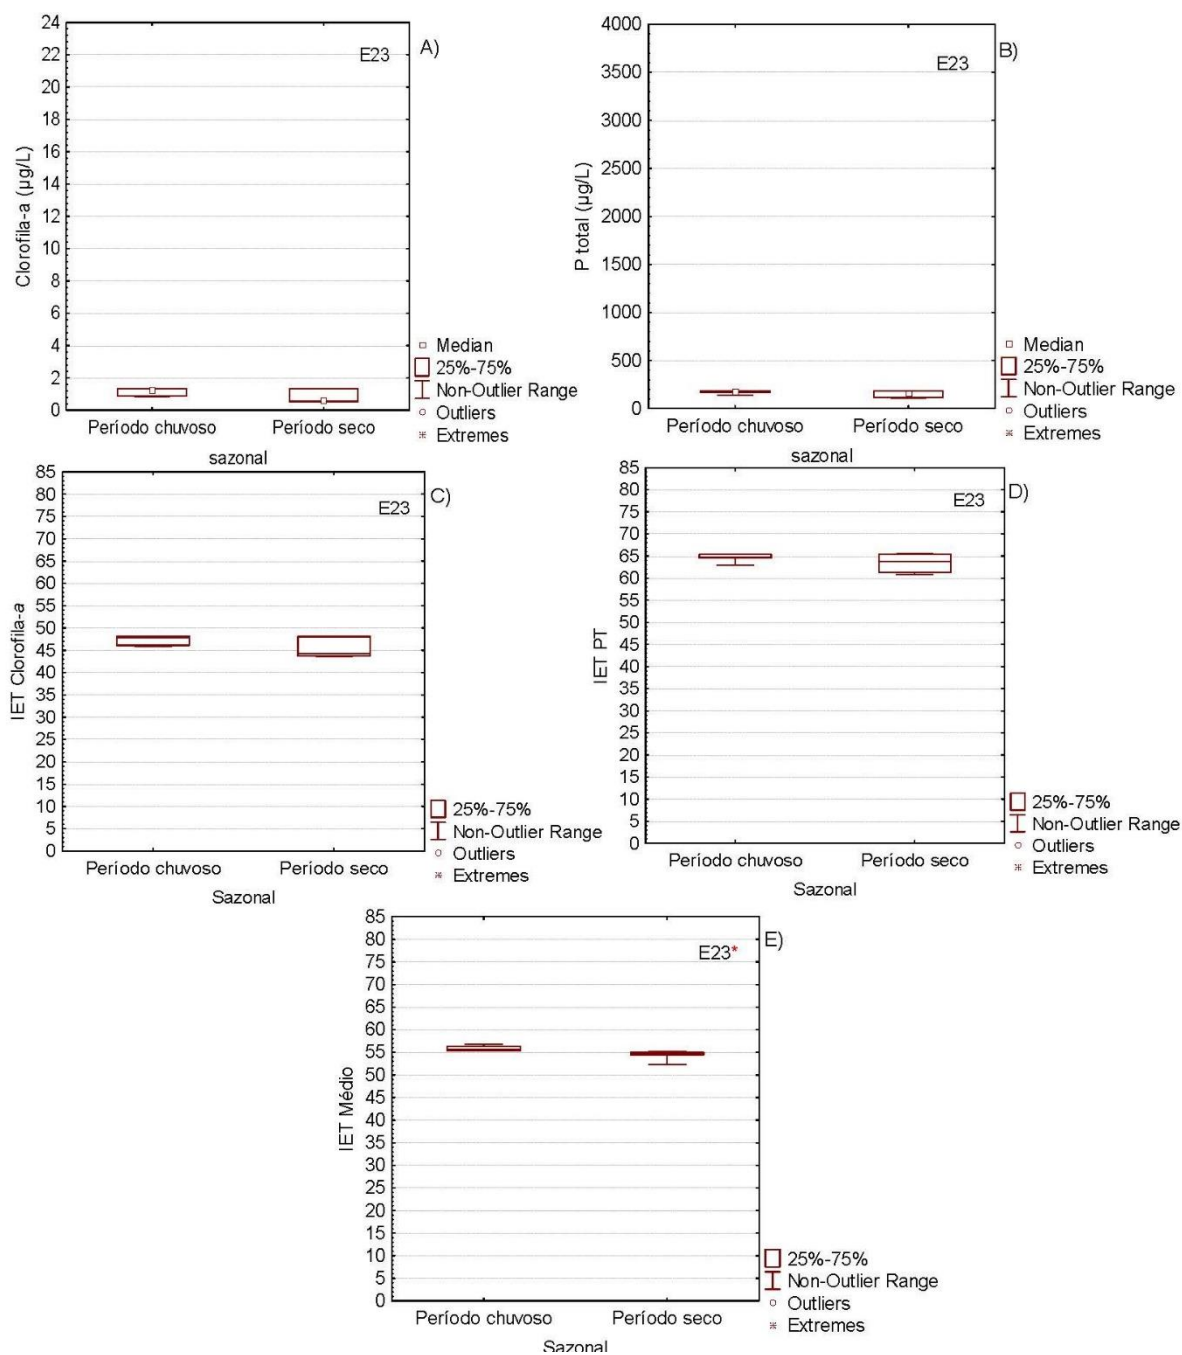 A)
E23
Clorofila-a (µg/L)
24
22
20
18
16
14
12
10
8
6
4
2
0
Período chuvoso
Período seco
sazonal
Median
25%-75%
Non-Outlier Range
Outliers
Extremes
B)
E23
P total (µg/L)
4000
3500
3000
2500
2000
1500
1000
500
0
Período chuvoso
Período seco
sazonal
Median
25%-75%
Non-Outlier Range
Outliers
Extremes
C)
E23
IET Clorofila-a
85
80
75
70
65
60
55
50
45
40
35
30
25
20
15
10
5
0
Período chuvoso
Período seco
Sazonal
25%-75%
Non-Outlier Range
Outliers
Extremes
D)
E23
IET PT
85
80
75
70
65
60
55
50
45
40
35
30
25
20
15
10
5
0
Período chuvoso
Período seco
Sazonal
25%-75%
Non-Outlier Range
Outliers
Extremes
E)
E23*
IET Médio
85
80
75
70
65
60
55
50
45
40
35
30
25
20
15
10
5
0
Período chuvoso
Período seco
Sazonal
25%-75%
Non-Outlier Range
Outliers
Extremes